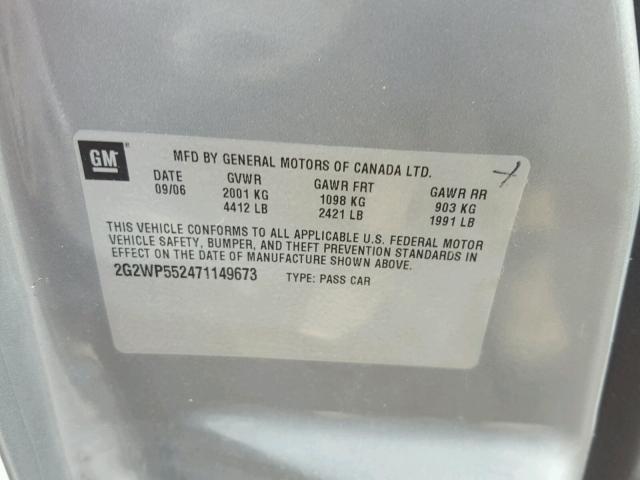 GM
MFD BY GENERAL MOTORS OF CANADA LTD.
DATE GVWR GAWR FRT GAWR RR
09/06 2001 KG 1098 KG 903 KG
4412 LB 2421 LB 1991 LB
THIS VEHICLE CONFORMS TO ALL APPLICABLE U.S. FEDERAL MOTOR
VEHICLE SAFETY, BUMPER, AND THEFT PREVENTION STANDARDS IN
EFFECT ON THE DATE OF MANUFACTURE SHOWN ABOVE.
2G2WP552471149673 TYPE: PASS CAR